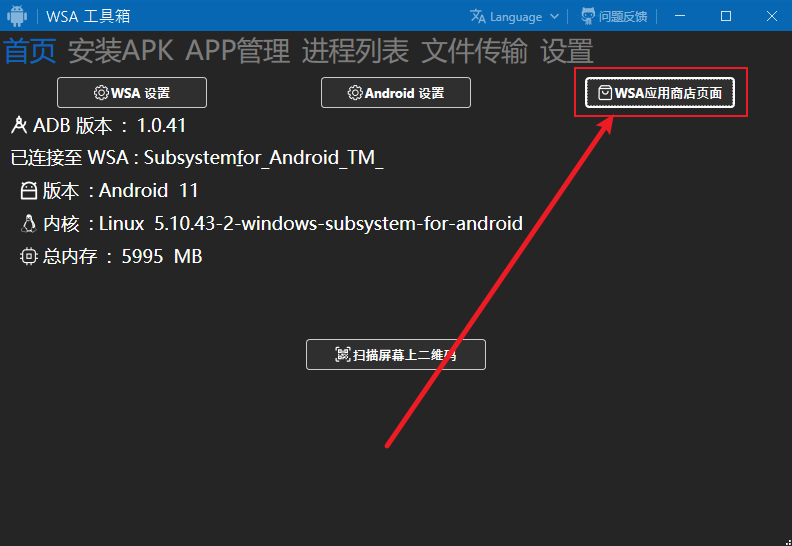 WSA 工具箱 Language 问题反馈
首页 安装APK APP管理 进程列表 文件传输 设置
WSA 设置 Android 设置 WSA应用商店页面
ADB 版本 : 1.0.41
已连接至 WSA : Subsystemfor_Android_TM_
版本 : Android 11
内核 : Linux 5.10.43-2-windows-subsystem-for-android
总内存 : 5995 MB
扫描屏幕上二维码